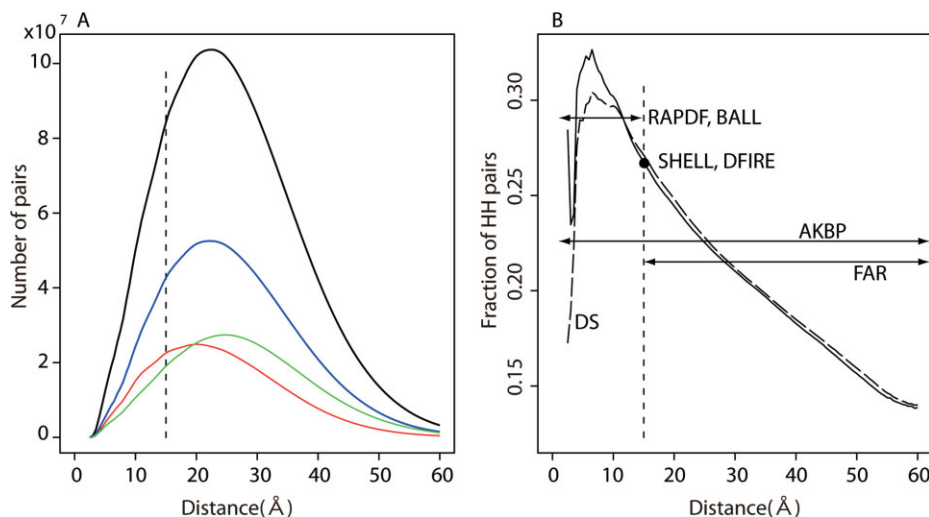 x10 7
A
Number of pairs
10
8
6
4
2
0
0 10 20 30 40 50 60
Distance(Å)
B
Fraction of HH pairs
0.30
0.25
0.20
0.15
RAPDF, BALL
SHELL, DFIRE
AKBP
FAR
DS
0 10 20 30 40 50 60
Distance(Å)